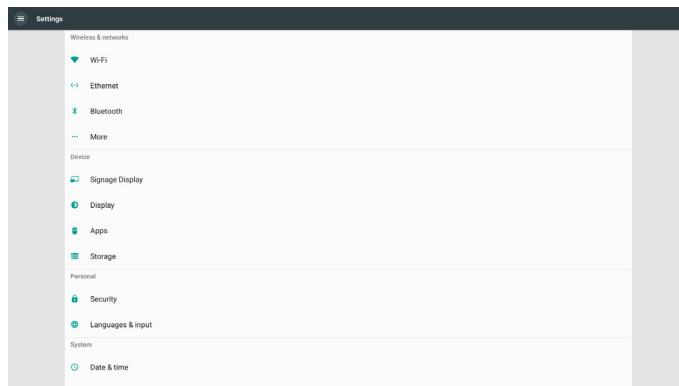 Settings
Wireless & networks
Wi-Fi
Ethernet
Bluetooth
More
Device
Signage Display
Display
Apps
Storage
Personal
Security
Languages & input
System
Date & time